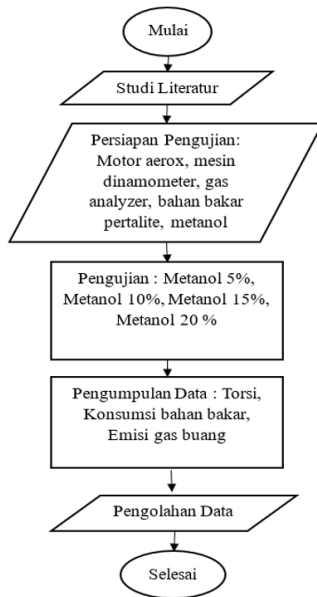 Mulai
Studi Literatur
Persiapan Pengujian:
Motor aerox, mesin
dinamometer, gas
analyzer, bahan bakar
pertalite, metanol
Pengujian : Metanol 5%,
Metanol 10%, Metanol 15%,
Metanol 20 %
Pengumpulan Data : Torsi,
Konsumsi bahan bakar,
Emisi gas buang
Pengolahan Data
Selesai